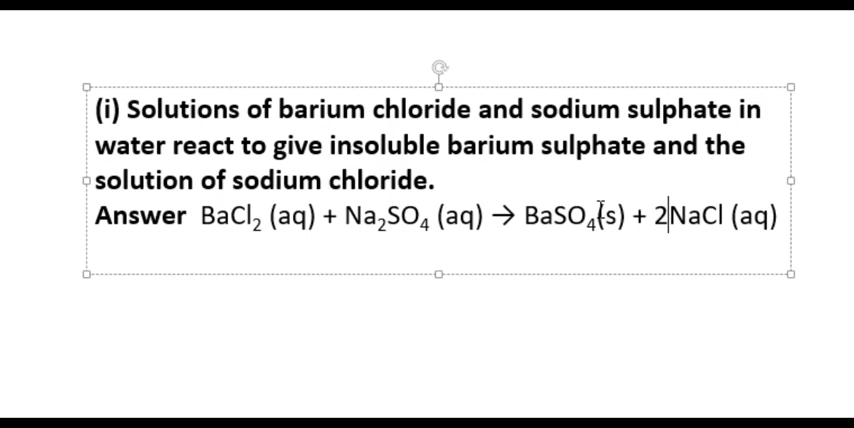 (i) Solutions of barium chloride and sodium sulphate in
water react to give insoluble barium sulphate and the
solution of sodium chloride.
Answer BaCl₂ (aq) + Na₂SO₄ (aq) → BaSO₄(s) + 2NaCl (aq)